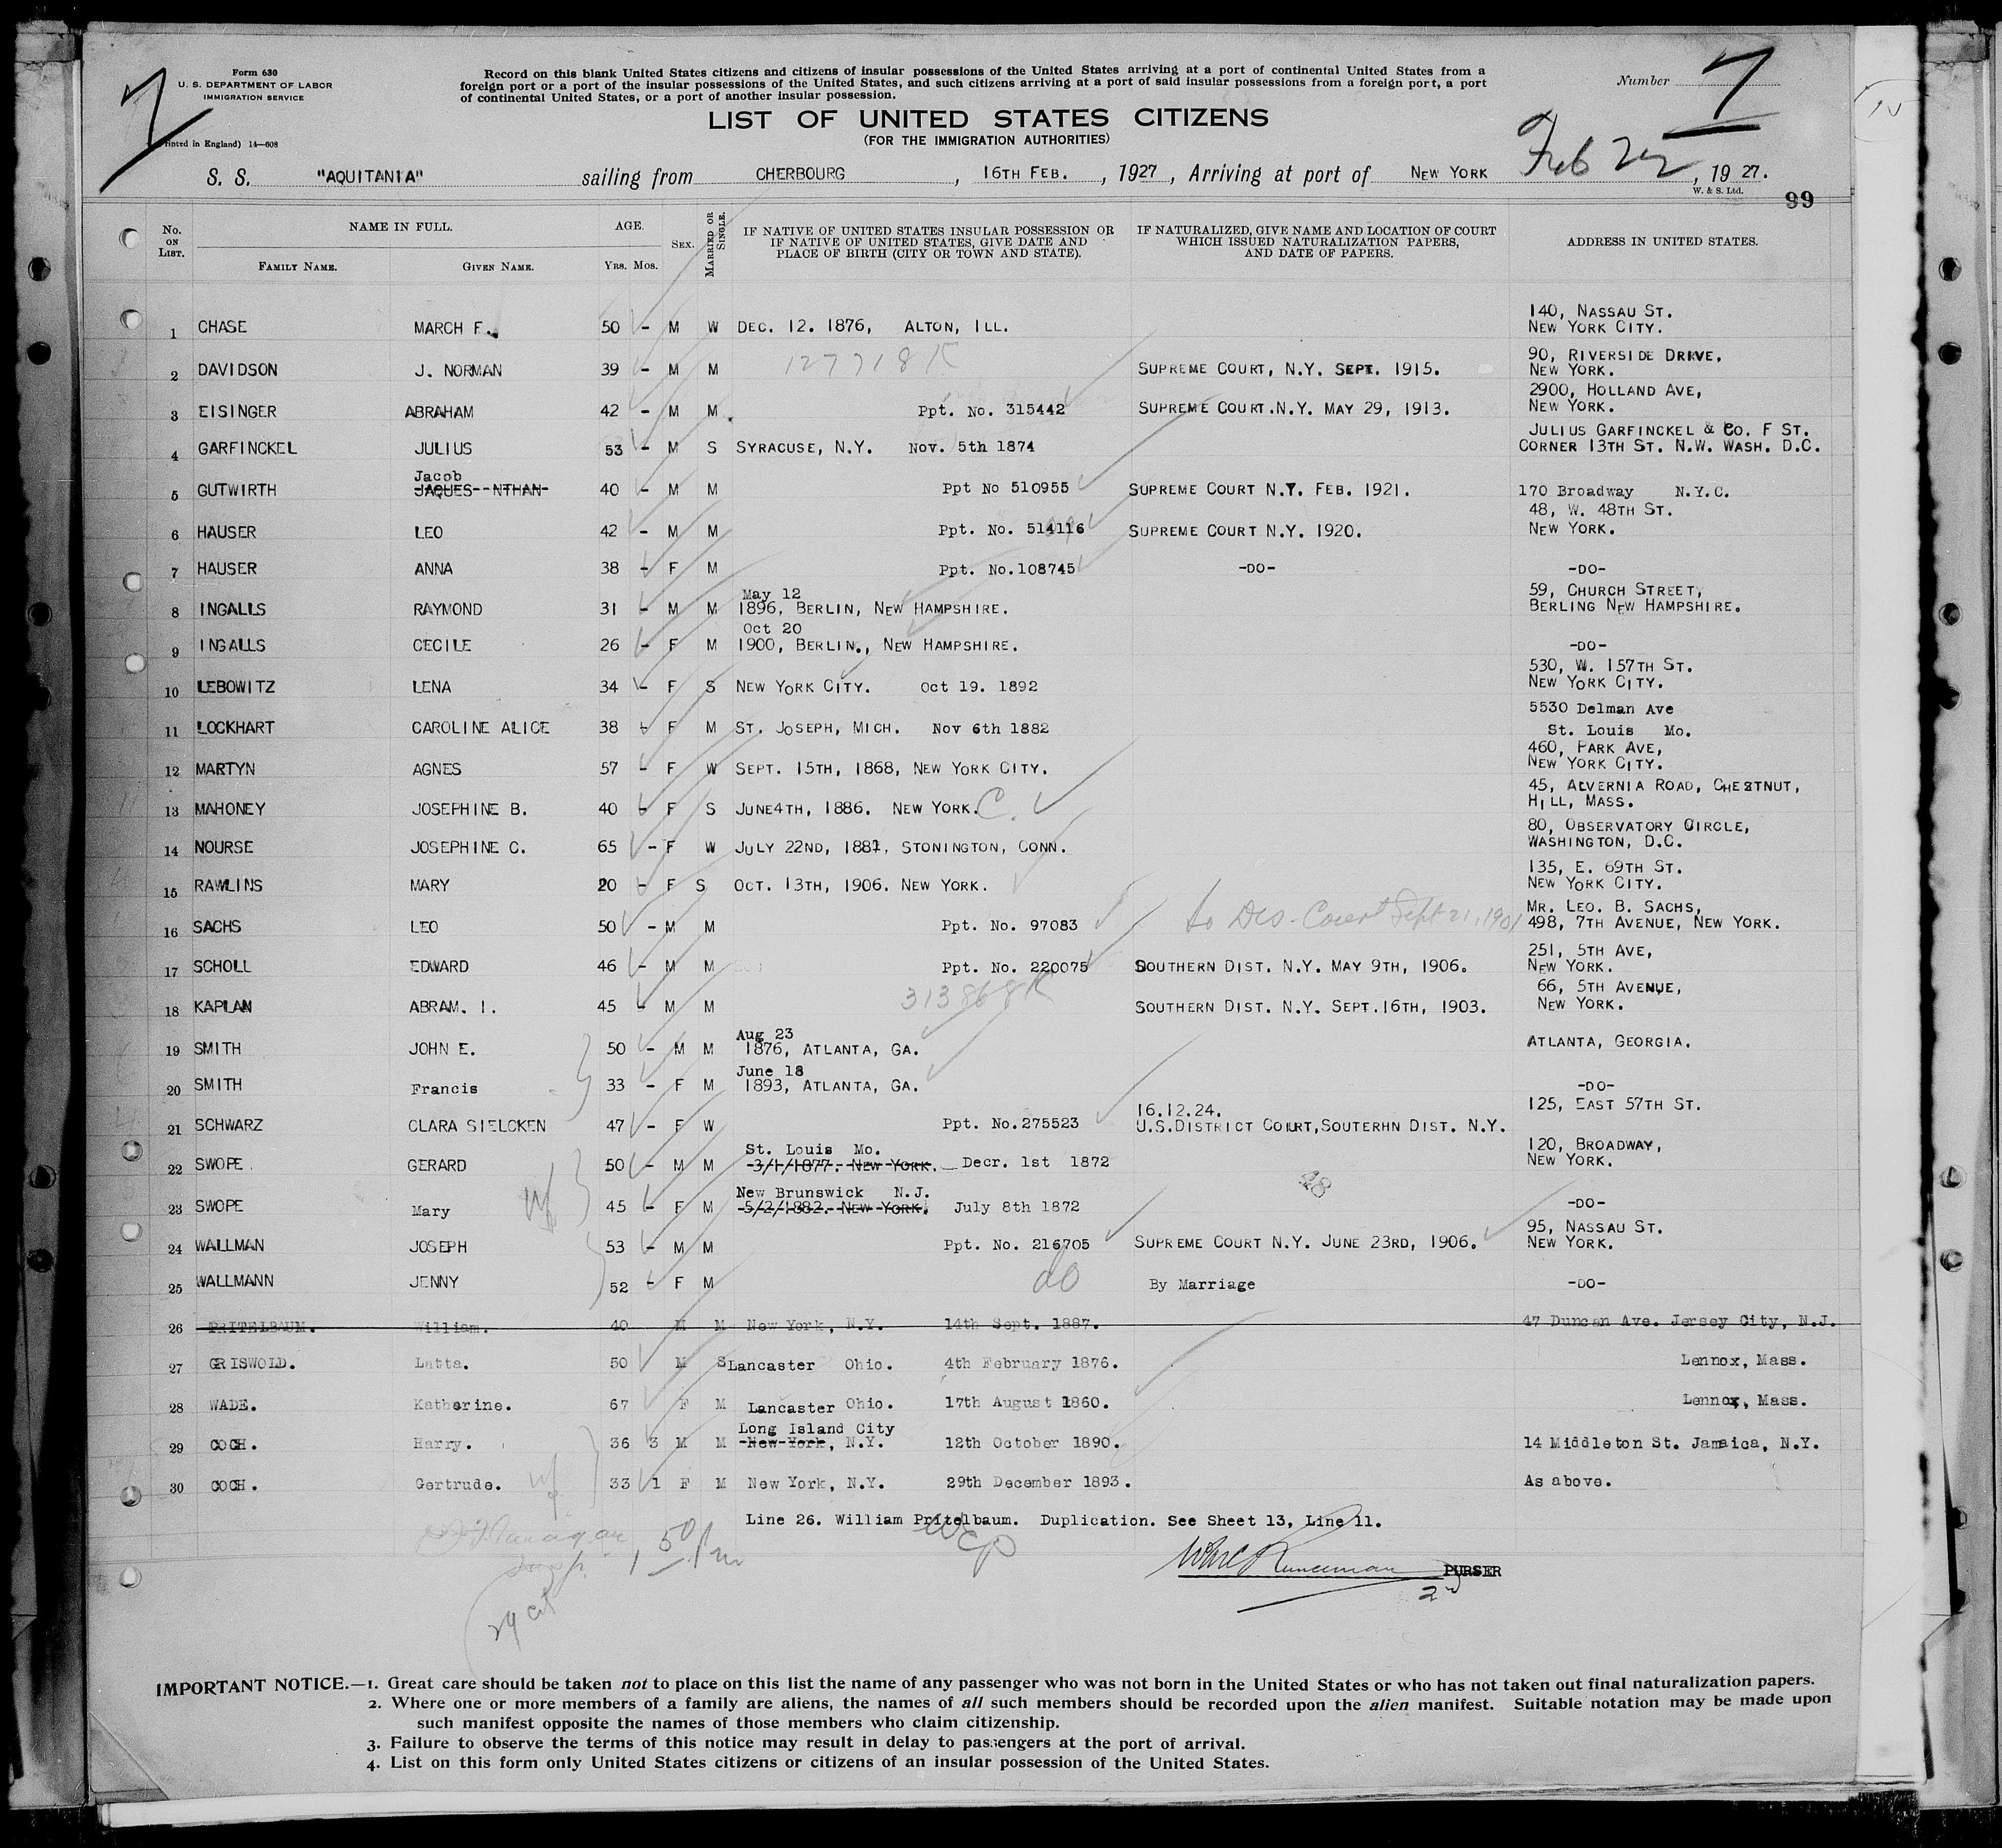 Form 630
U. S. DEPARTMENT OF LABOR
IMMIGRATION SERVICE
(Printed in England) 14—608
7
Record on this blank United States citizens and citizens of insular possessions of the United States arriving at a port of continental United States from a
foreign port or a port of the insular possessions of the United States, and such citizens arriving at a port of said insular possessions from a foreign port, a port
of continental United States, or a port of another insular possession.
Number 7
LIST OF UNITED STATES CITIZENS
(FOR THE IMMIGRATION AUTHORITIES)
S. S. "AQUITANIA" sailing from CHERBOURG, 16TH FEB., 1927, Arriving at port of NEW YORK Feb 22, 1927.
W. & S. Ltd.
99
No. ON LIST. NAME IN FULL. FAMILY NAME. GIVEN NAME. AGE. YRS. MOS. SEX. MARRIED OR SINGLE. IF NATIVE OF UNITED STATES INSULAR POSSESSION OR IF NATIVE OF UNITED STATES, GIVE DATE AND PLACE OF BIRTH (CITY OR TOWN AND STATE). IF NATURALIZED, GIVE NAME AND LOCATION OF COURT WHICH ISSUED NATURALIZATION PAPERS, AND DATE OF PAPERS. ADDRESS IN UNITED STATES.
1 CHASE MARCH F. 50 - M W DEC. 12. 1876, ALTON, ILL. 140, NASSAU ST. NEW YORK CITY.
2 DAVIDSON J. NORMAN 39 - M M 127718 K SUPREME COURT, N.Y. SEPT. 1915. 90, RIVERSIDE DRIVE, NEW YORK.
3 EISINGER ABRAHAM 42 - M M. Ppt. No. 315442 SUPREME COURT.N.Y. MAY 29, 1913. 2900, HOLLAND AVE, NEW YORK.
4 GARFINCKEL JULIUS 53 - M S SYRACUSE, N.Y. Nov. 5th 1874 JULIUS GARFINCKEL & CO. F ST. CORNER 13TH ST. N.W. WASH. D.C.
5 GUTWIRTH Jacob JAQUES--NTHAN- 40 - M M Ppt No 510955 SUPREME COURT N.Y. FEB. 1921. 170 Broadway N.Y.C.
6 HAUSER LEO 42 - M M Ppt. No. 514116 SUPREME COURT N.Y. 1920. 48, W. 48TH ST. NEW YORK.
7 HAUSER ANNA 38 - F M Ppt. No.108745 -DO- -DO-
8 INGALLS RAYMOND 31 - M M May 12 1896, BERLIN, NEW HAMPSHIRE. 59, CHURCH STREET, BERLING NEW HAMPSHIRE.
9 INGALLS CECILE 26 - F M Oct 20 1900, BERLIN., NEW HAMPSHIRE. -DO-
10 LEBOWITZ LENA 34 - F S NEW YORK CITY. Oct 19. 1892 530, W. 157TH ST. NEW YORK CITY.
11 LOCKHART CAROLINE ALICE 38 - F M ST. JOSEPH, MICH. Nov 6th 1882 5530 Delman Ave St. Louis Mo.
12 MARTYN AGNES 57 - F W SEPT. 15TH, 1868, NEW YORK CITY. 460, PARK AVE, NEW YORK CITY.
13 MAHONEY JOSEPHINE B. 40 - F S JUNE4TH, 1886. NEW YORK. C. 45, ALVERNIA ROAD, CHESTNUT, HILL, MASS.
14 NOURSE JOSEPHINE C. 65 - F W JULY 22ND, 1881, STONINGTON, CONN. 80, OBSERVATORY CIRCLE, WASHINGTON, D.C.
15 RAWLINS MARY 20 - F S OCT. 13TH, 1906. NEW YORK. 135, E. 69TH ST. NEW YORK CITY.
16 SACHS LEO 50 - M M Ppt. No. 97083 Court Sept 21, 1901 MR. LEO. B. SACHS, 498, 7TH AVENUE, NEW YORK.
17 SCHOLL EDWARD 46 - M M Ppt. No. 220075 SOUTHERN DIST. N.Y. MAY 9TH, 1906. 251, 5TH AVE, NEW YORK.
18 KAPLAN ABRAM. I. 45 - M M 313868 K SOUTHERN DIST. N.Y. SEPT.16TH, 1903. 66, 5TH AVENUE, NEW YORK.
19 SMITH JOHN E. 50 - M M Aug 23 1876, ATLANTA, GA. ATLANTA, GEORGIA.
20 SMITH Francis 33 - F M June 18 1893, ATLANTA, GA. -DO-
21 SCHWARZ CLARA SIELCKEN 47 - F W Ppt. No.275523 16.12.24. U.S.DISTRICT COURT,SOUTERHN DIST. N.Y. 125, EAST 57TH ST.
22 SWOPE. GERARD 50 - M M St. Louis Mo. -3/1/1877.-NEW-YORK. Decr. 1st 1872 120, BROADWAY, NEW YORK.
23 SWOPE Mary wf 45 - F M New Brunswick N.J. -5/2/1882.-NEW-YORK. July 8th 1872 -DO-
24 WALLMAN JOSEPH 53 - M M Ppt. No. 216705 SUPREME COURT N.Y. JUNE 23RD, 1906. 95, NASSAU ST. NEW YORK.
25 WALLMANN JENNY 52 - F M do By Marriage -DO-
26 PRITELBAUM. William. 40 M M New York, N.Y. 14th Sept. 1887. 47 Duncan Ave. Jersey City, N.J.
27 GRISWOLD. Latta. 50 M S Lancaster Ohio. 4th February 1876. Lennox, Mass.
28 WADE. Katherine. 67 F M Lancaster Ohio. 17th August 1860. Lennox, Mass.
29 COCH. Harry. 36 3 M M Long Island City -New-York, N.Y. 12th October 1890. 14 Middleton St. Jamaica, N.Y.
30 COCH. Gertrude. wf 33 1 F M New York, N.Y. 29th December 1893. As above.
Line 26. William Pritelbaum. Duplication. See Sheet 13, Line 11.
PURSER
2nd
29 cit
IMPORTANT NOTICE.—1. Great care should be taken not to place on this list the name of any passenger who was not born in the United States or who has not taken out final naturalization papers.
2. Where one or more members of a family are aliens, the names of all such members should be recorded upon the alien manifest. Suitable notation may be made upon
such manifest opposite the names of those members who claim citizenship.
3. Failure to observe the terms of this notice may result in delay to passengers at the port of arrival.
4. List on this form only United States citizens or citizens of an insular possession of the United States.